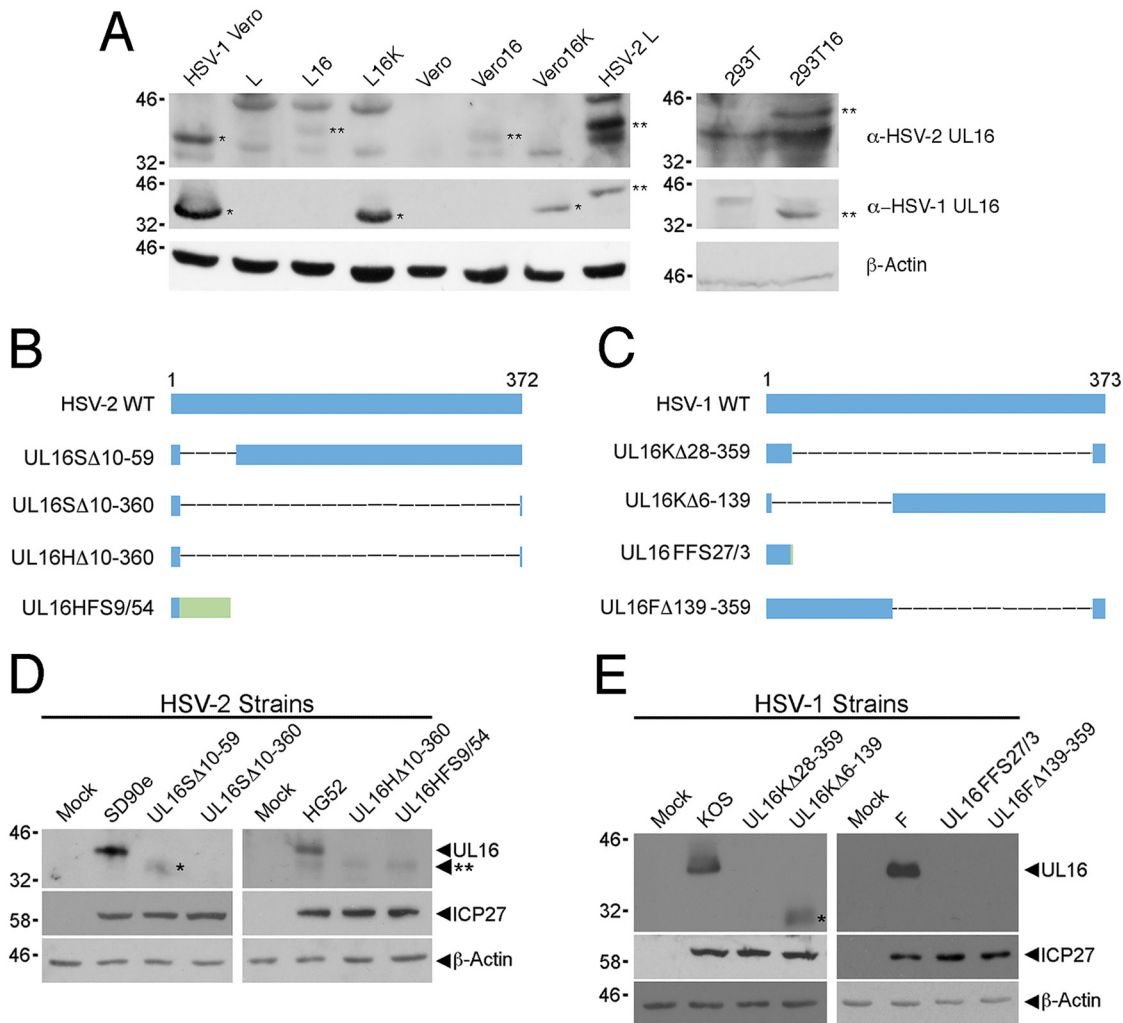 A
HSV-1 Vero
L
L16
L16K
Vero
Vero16
Vero16K
HSV-2 L
293T
293T16
46-
32-
*
**
**
**
46-
32-
**
α-HSV-2 UL16
46-
32-
*
*
*
**
46-
32-
**
α–HSV-1 UL16
46-
46-
β-Actin
B
1
372
HSV-2 WT
UL16SΔ10-59
UL16SΔ10-360
UL16HΔ10-360
UL16HFS9/54
C
1
373
HSV-1 WT
UL16KΔ28-359
UL16KΔ6-139
UL16 FFS27/3
UL16FΔ139 -359
D
HSV-2 Strains
Mock
SD90e
UL16SΔ10-59
UL16SΔ10-360
Mock
HG52
UL16HΔ10-360
UL16HFS9/54
46-
32-
*
UL16
**
58-
ICP27
46-
β-Actin
E
HSV-1 Strains
Mock
KOS
UL16KΔ28-359
UL16KΔ6-139
Mock
F
UL16FFS27/3
UL16FΔ139-359
46-
32-
*
UL16
58-
ICP27
46-
β-Actin